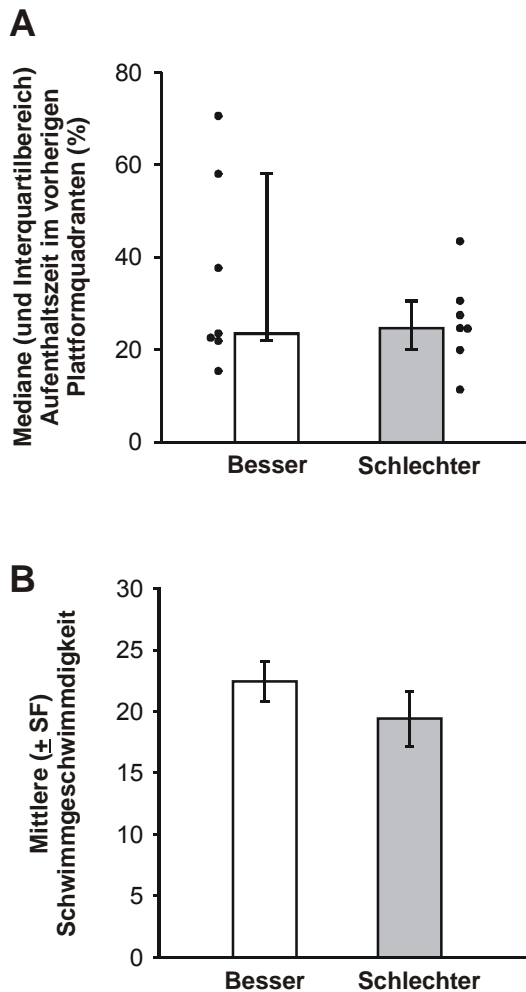 A
Mediane (und Interquartilbereich)
Aufenthaltszeit im vorherigen
Plattformquadranten (%)
80
60
40
20
0
Besser Schlechter
B
Mittlere (± SF)
Schwimmgeschwimmdigkeit
30
25
20
15
10
5
0
Besser Schlechter